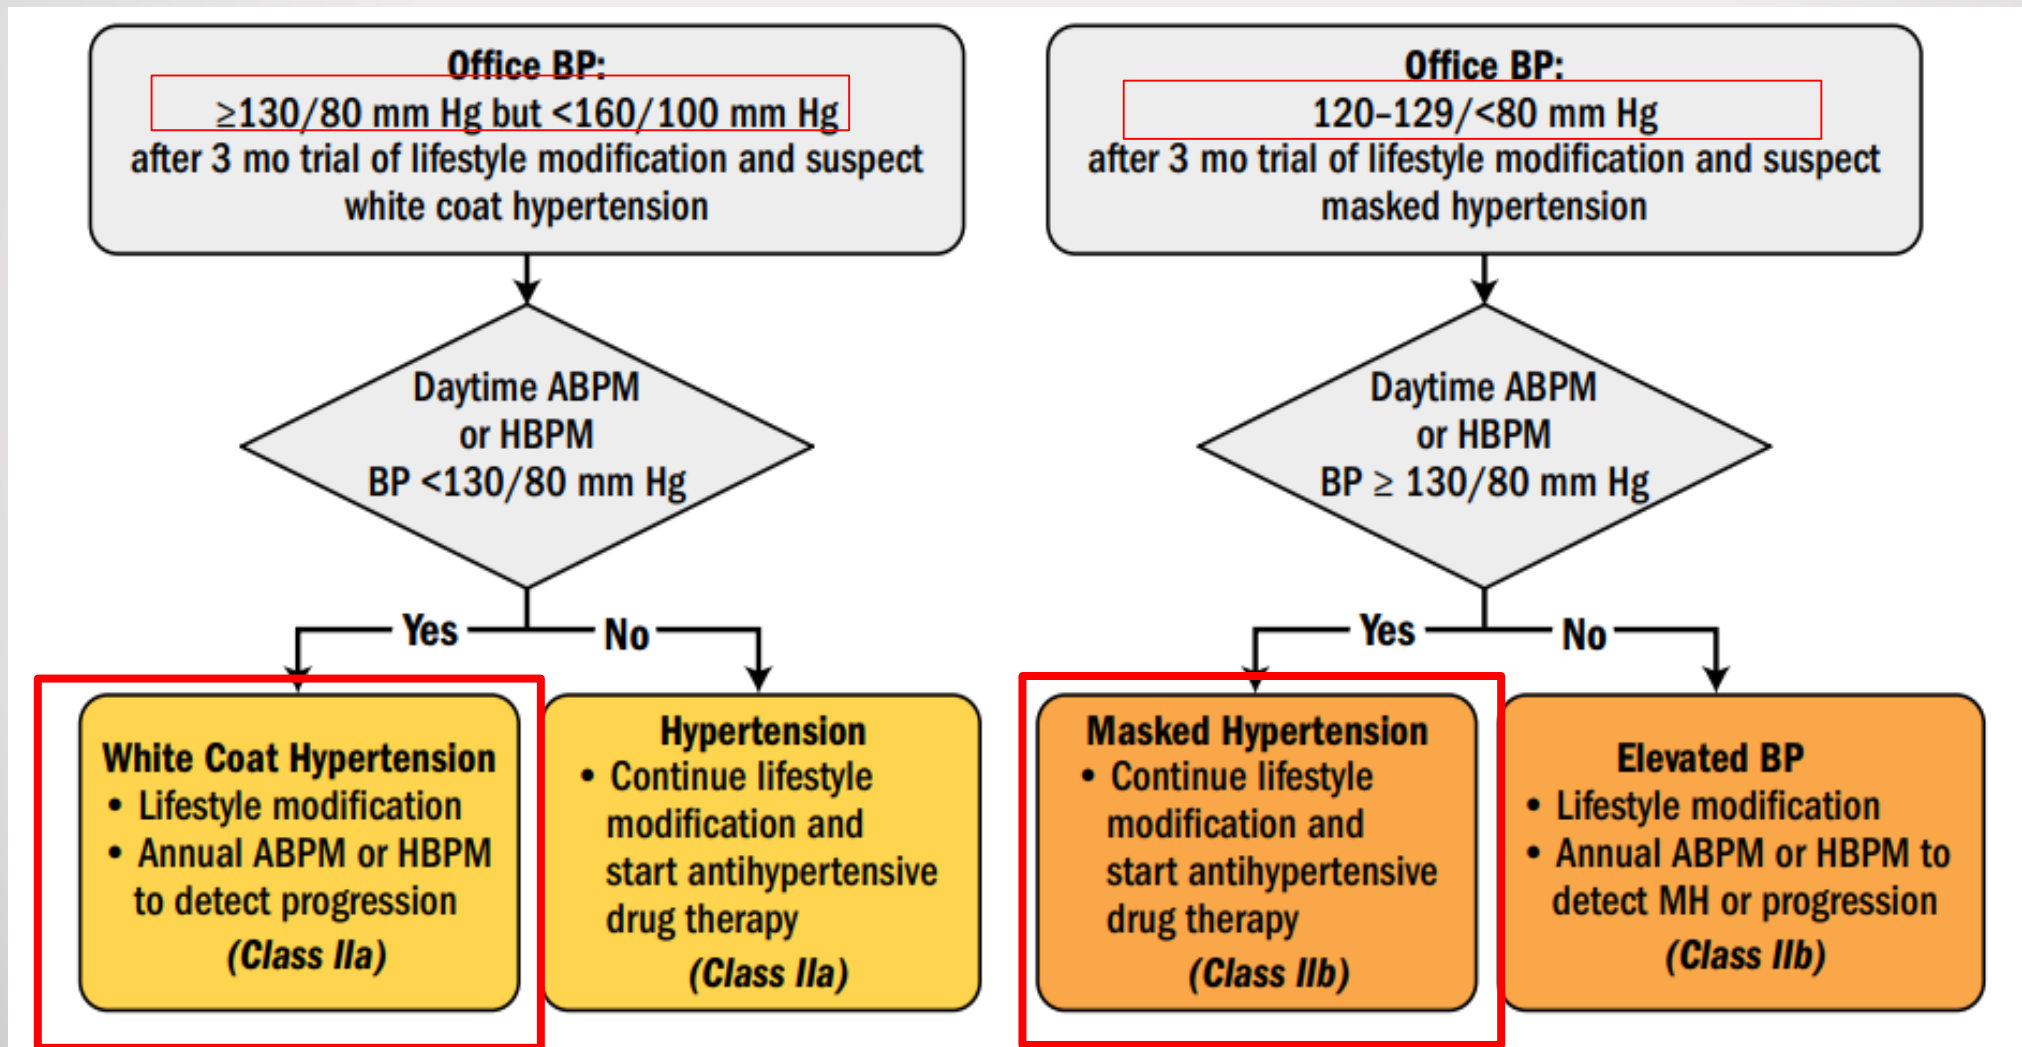 Office BP:
≥130/80 mm Hg but <160/100 mm Hg
after 3 mo trial of lifestyle modification and suspect
white coat hypertension
Daytime ABPM
or HBPM
BP <130/80 mm Hg
Yes
No
White Coat Hypertension
• Lifestyle modification
• Annual ABPM or HBPM
to detect progression
(Class IIa)
Hypertension
• Continue lifestyle
modification and
start antihypertensive
drug therapy
(Class IIa)
Office BP:
120–129/<80 mm Hg
after 3 mo trial of lifestyle modification and suspect
masked hypertension
Daytime ABPM
or HBPM
BP ≥ 130/80 mm Hg
Yes
No
Masked Hypertension
• Continue lifestyle
modification and
start antihypertensive
drug therapy
(Class IIb)
Elevated BP
• Lifestyle modification
• Annual ABPM or HBPM to
detect MH or progression
(Class IIb)